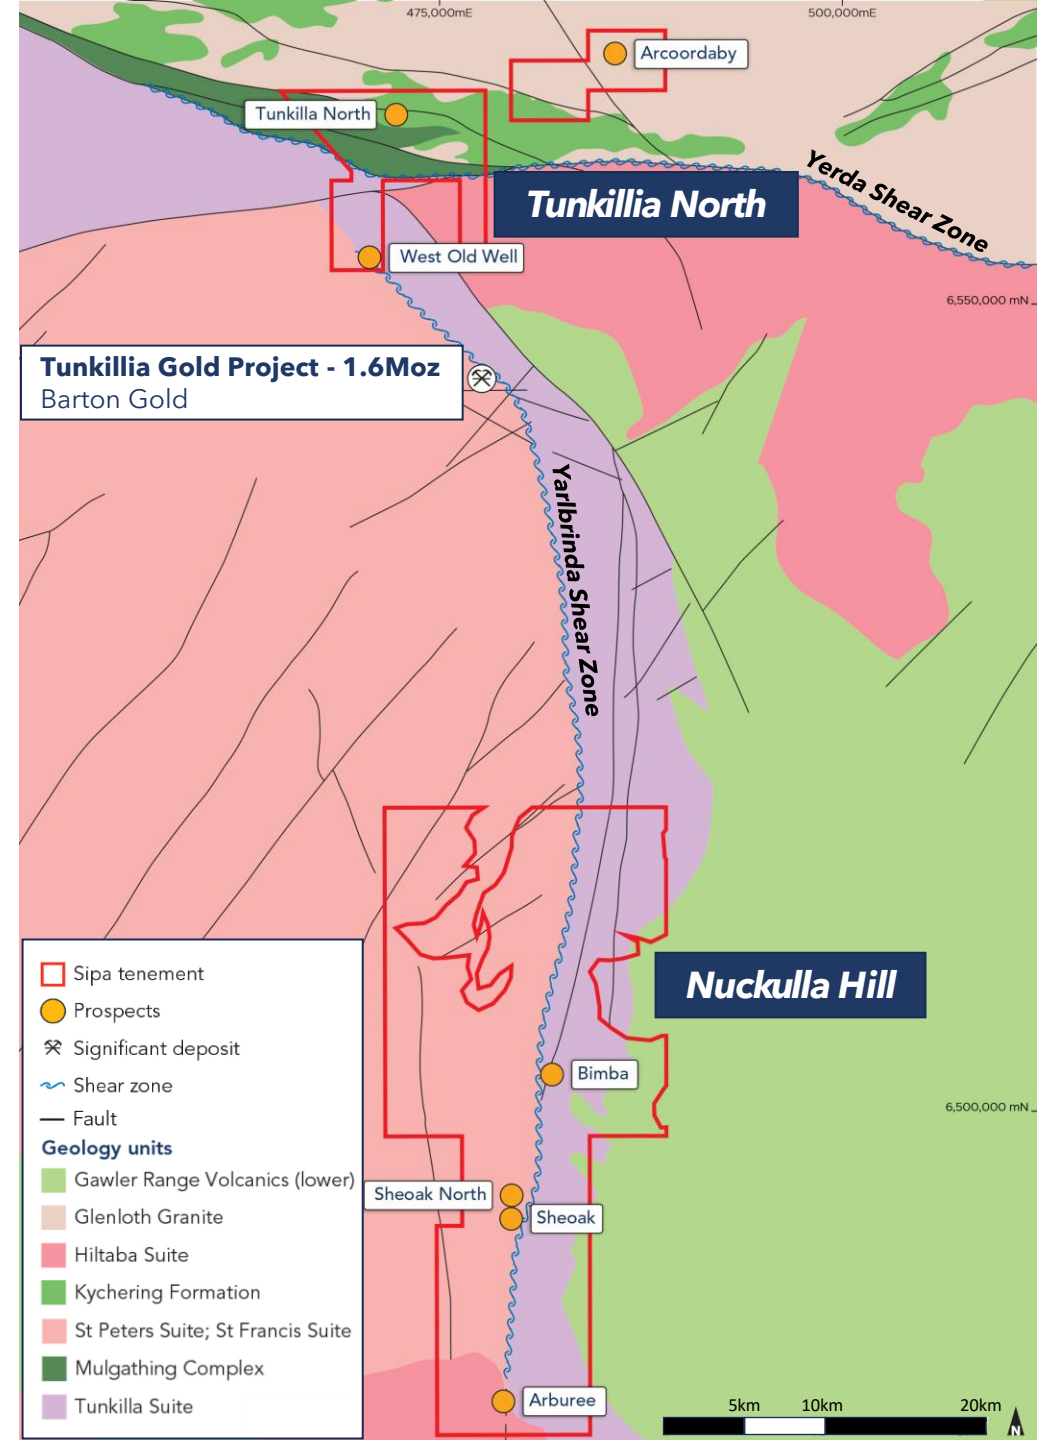 475,000mE
500,000mE
Arcoordaby
Tunkilla North
Yerda Shear Zone
Tunkillia North
West Old Well
6,550,000 mN
Tunkillia Gold Project - 1.6Moz
Barton Gold
Yarlbrinda Shear Zone
Nuckulla Hill
Sipa tenement
Prospects
Significant deposit
Shear zone
Fault
Geology units
Gawler Range Volcanics (lower)
Glenloth Granite
Hiltaba Suite
Kychering Formation
St Peters Suite; St Francis Suite
Mulgathing Complex
Tunkilla Suite
Bimba
6,500,000 mN
Sheoak North
Sheoak
Arburee
5km
10km
20km
N